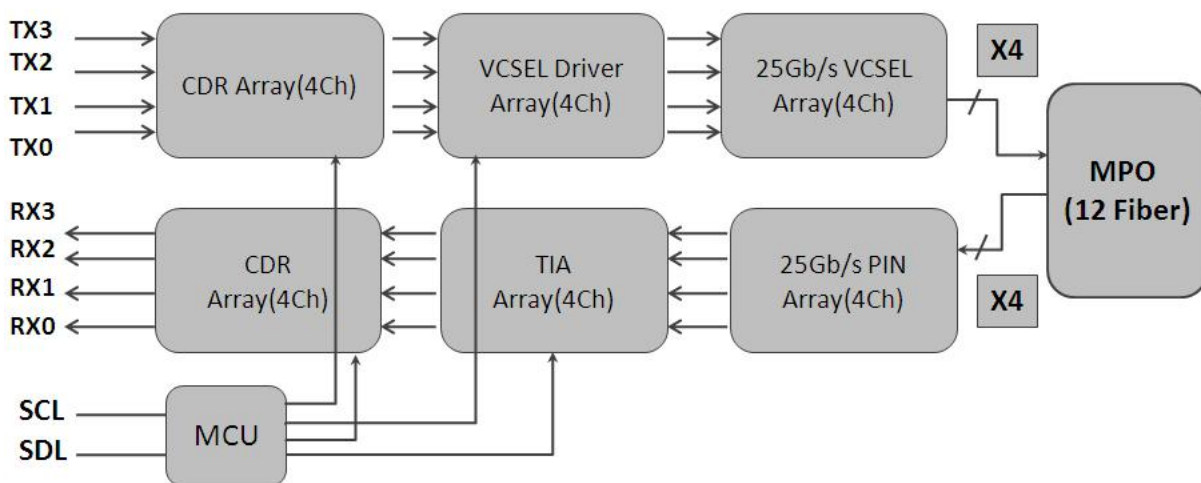 TX3
TX2
TX1
TX0
CDR Array(4Ch)
VCSEL Driver
Array(4Ch)
25Gb/s VCSEL
Array(4Ch)
X4
MPO
(12 Fiber)
RX3
RX2
RX1
RX0
CDR
Array(4Ch)
TIA
Array(4Ch)
25Gb/s PIN
Array(4Ch)
X4
SCL
SDL
MCU